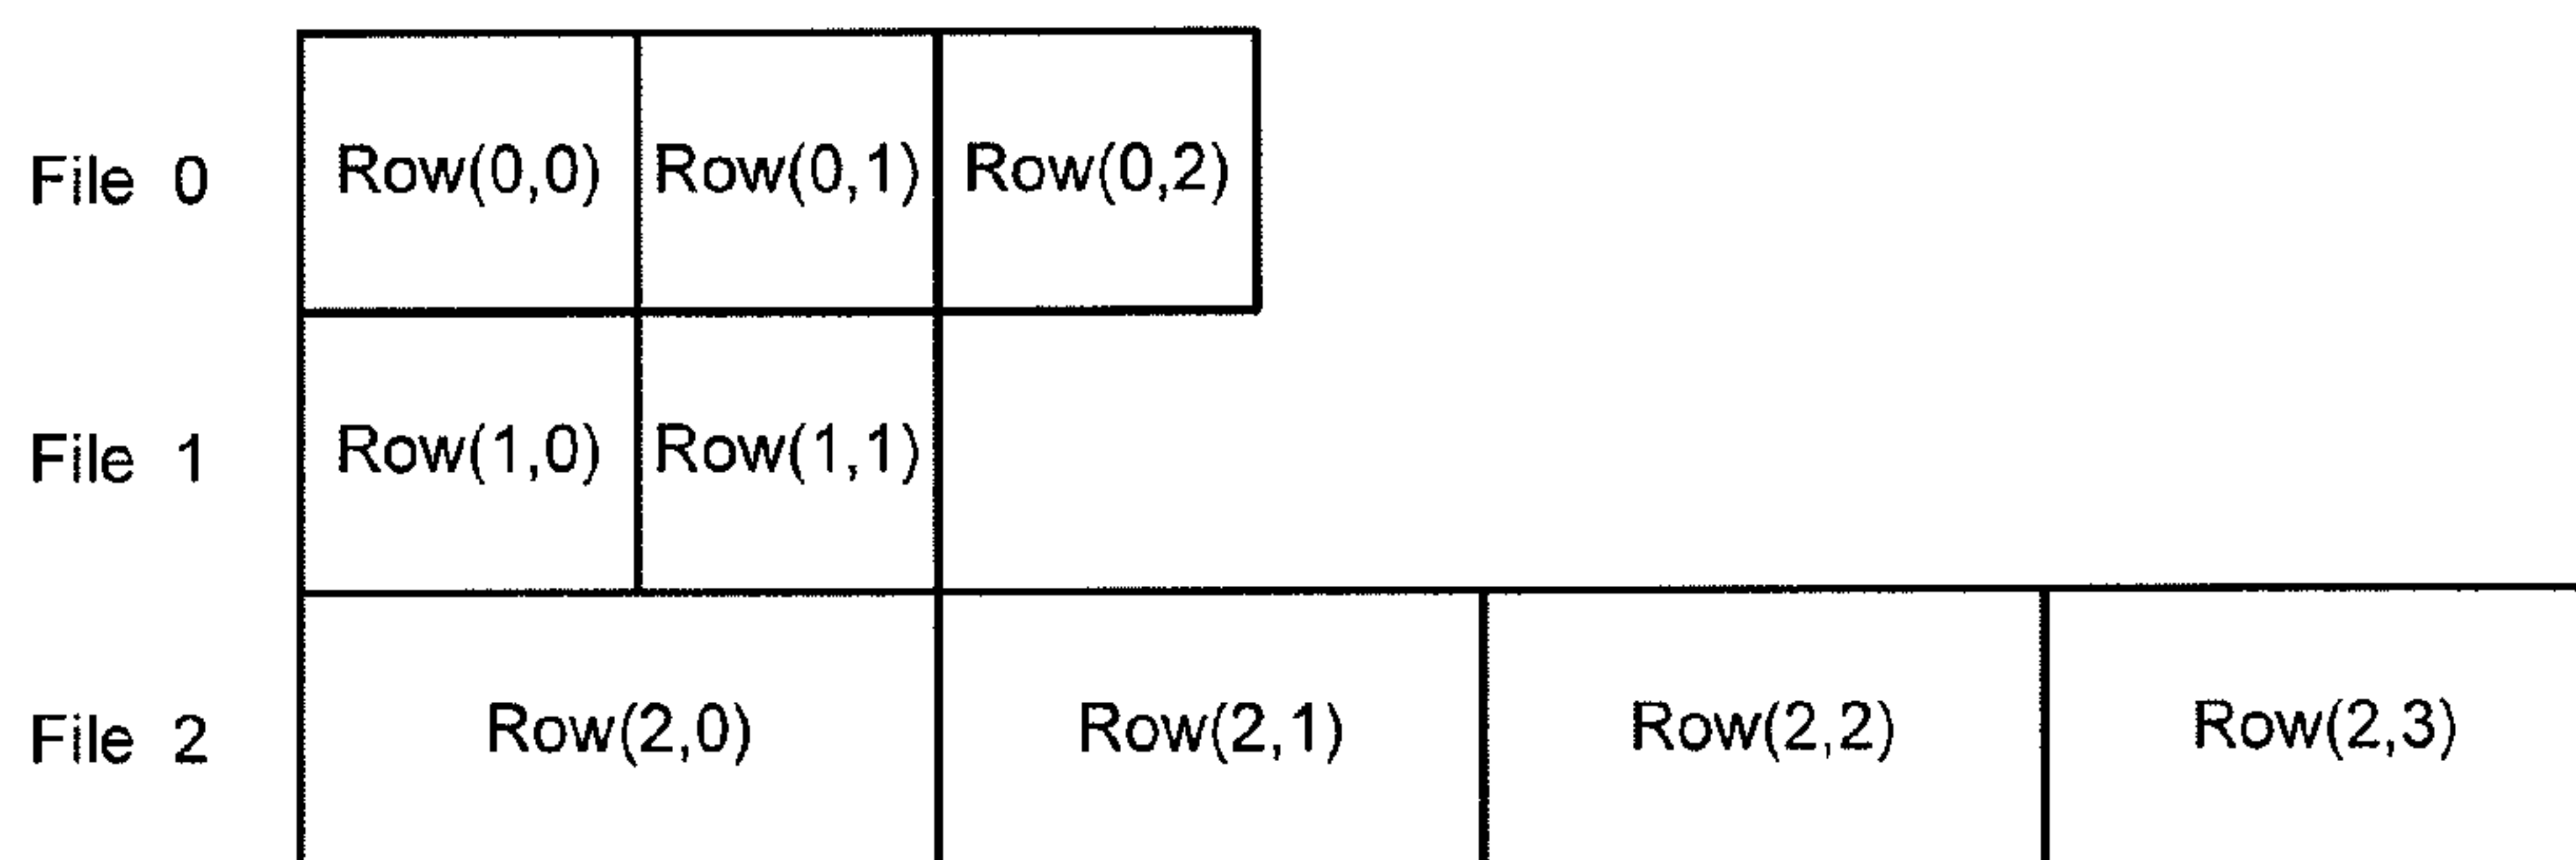 File 0 Row(0,0) Row(0,1) Row(0,2)
File 1 Row(1,0) Row(1,1)
File 2 Row(2,0) Row(2,1) Row(2,2) Row(2,3)